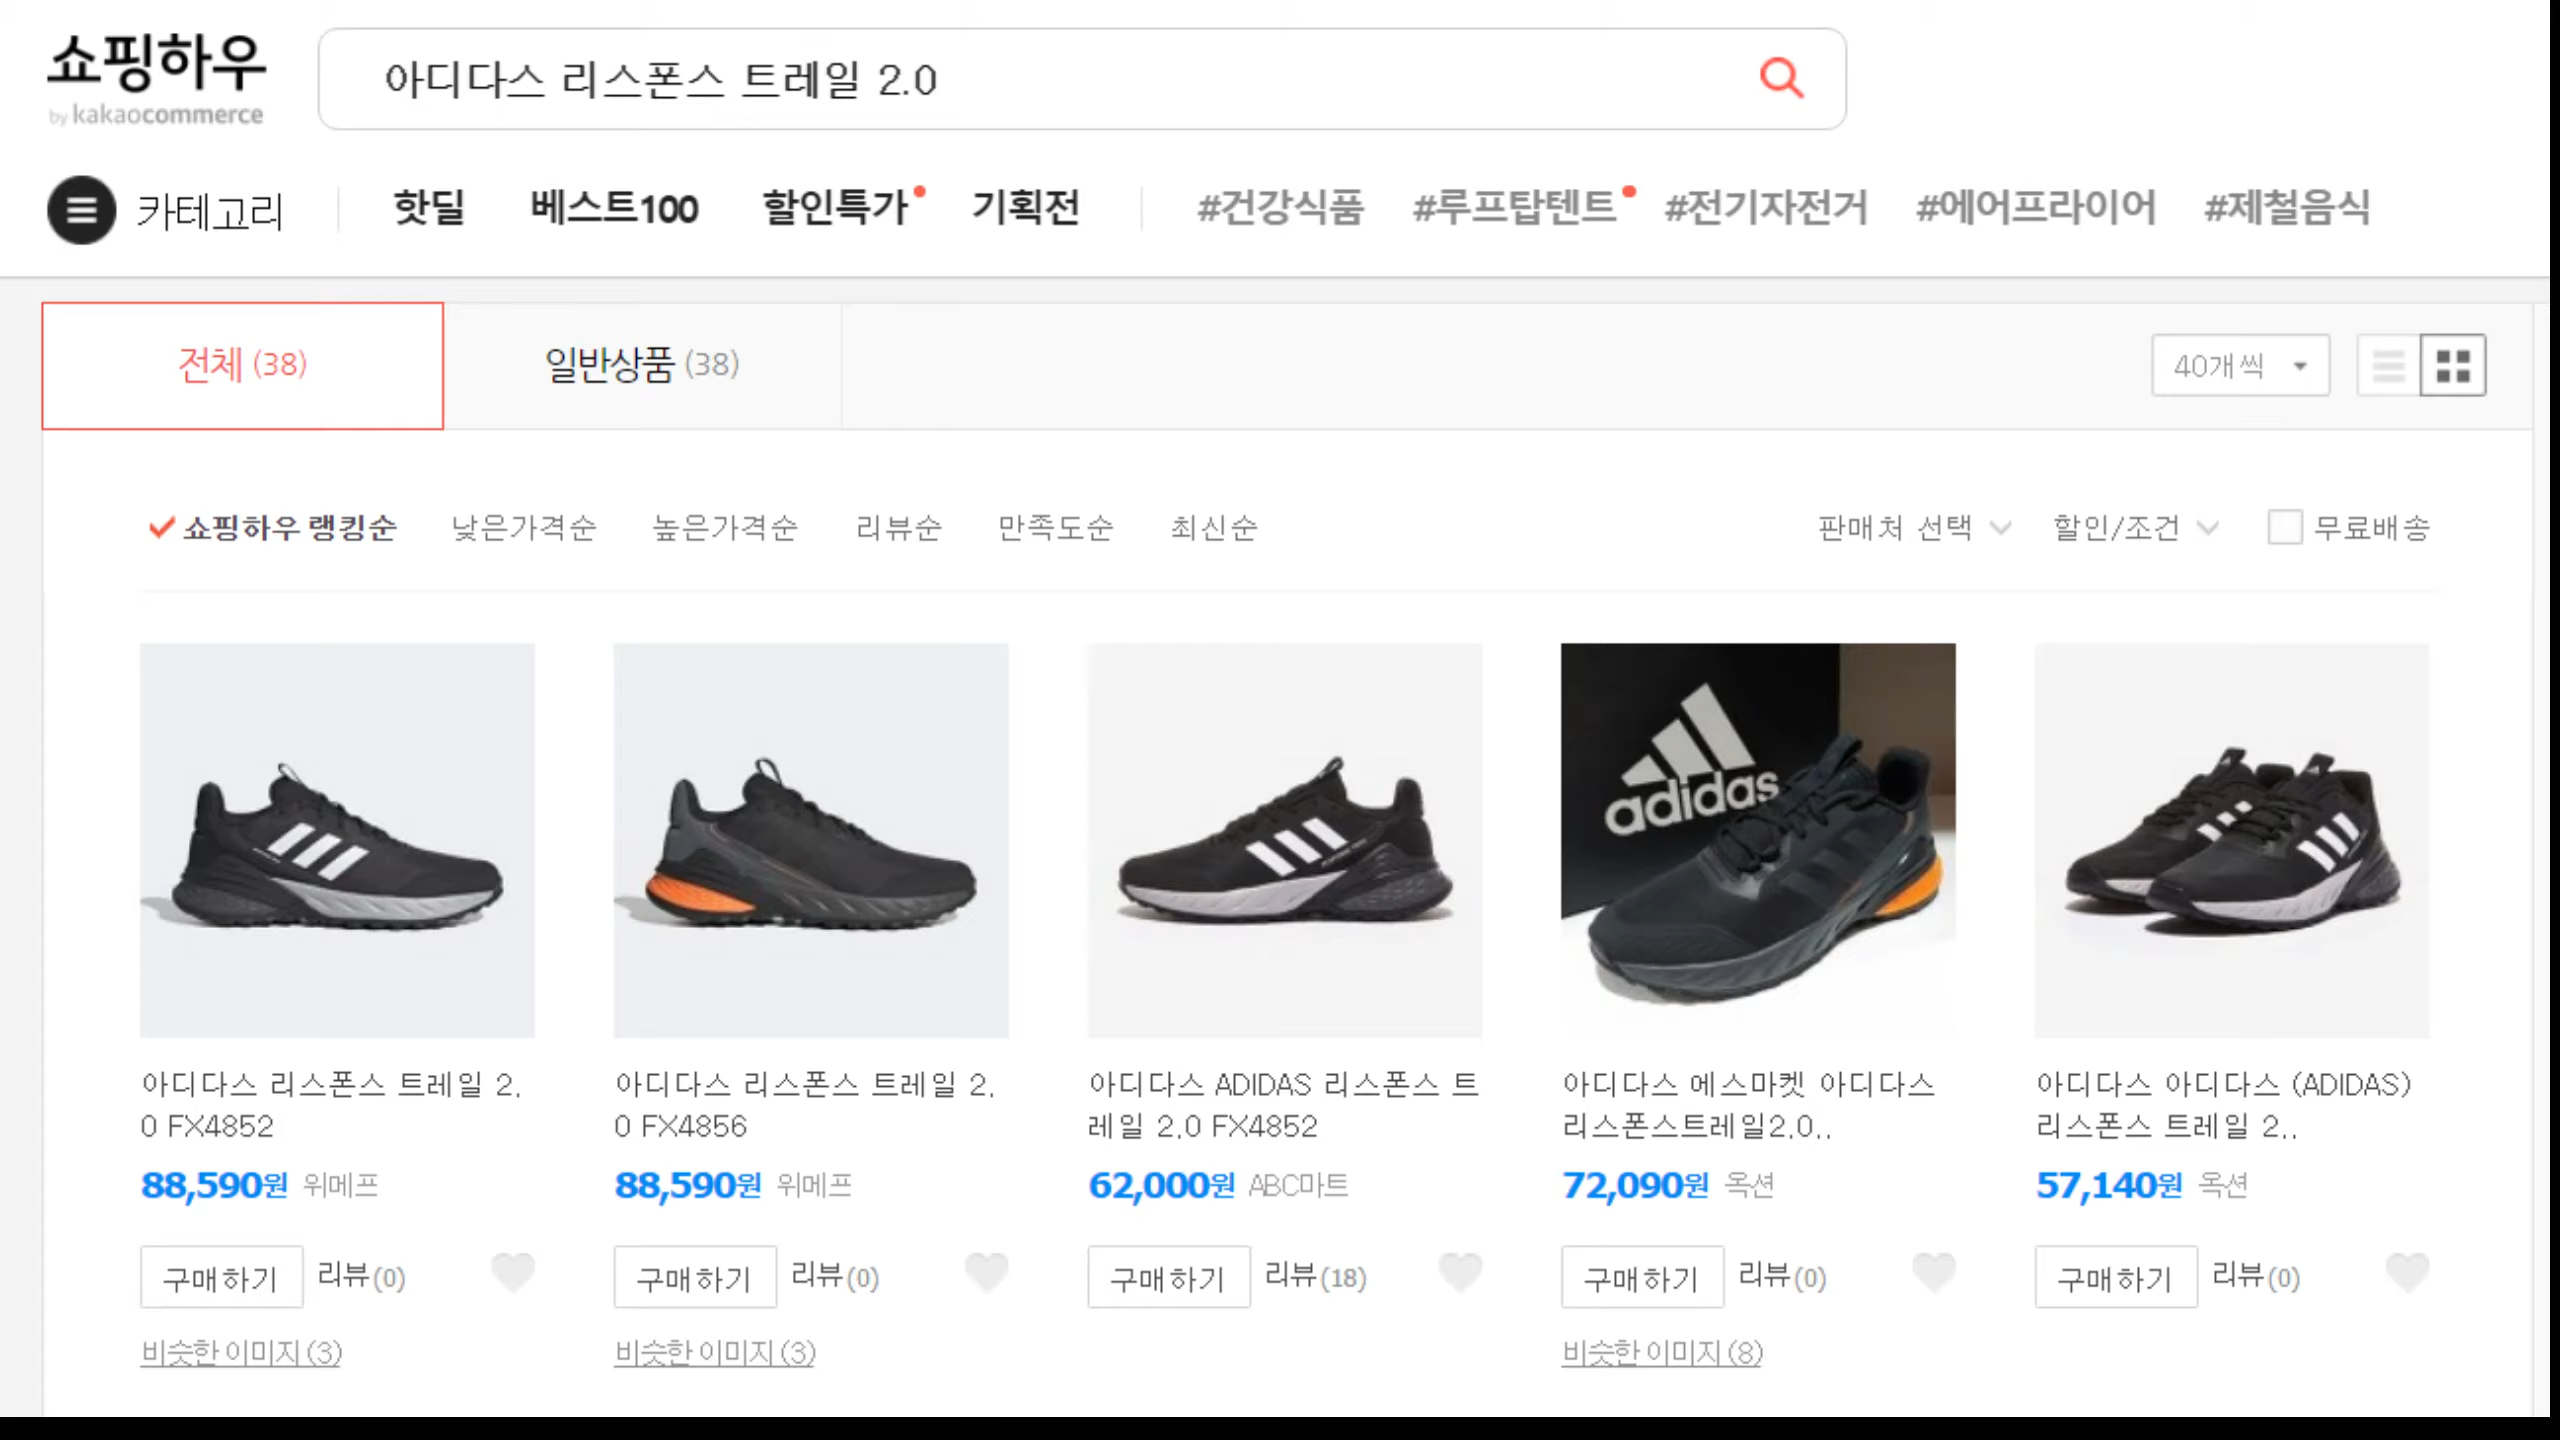 쇼핑하우
by kakaocommerce
아디다스 리스폰스 트레일 2.0
카테고리 핫딜 베스트100 할인특가 기획전 #건강식품 #루프탑텐트 #전기자전거 #에어프라이어 #제철음식
전체 (38) 일반상품 (38) 40개씩
쇼핑하우 랭킹순 낮은가격순 높은가격순 리뷰순 만족도순 최신순 판매처 선택 할인/조건 무료배송
adidas
아디다스 리스폰스 트레일 2.
0 FX4852
88,590원 위메프
구매하기 리뷰(0)
비슷한 이미지 (3)
아디다스 리스폰스 트레일 2.
0 FX4856
88,590원 위메프
구매하기 리뷰(0)
비슷한 이미지 (3)
아디다스 ADIDAS 리스폰스 트
레일 2.0 FX4852
62,000원 ABC마트
구매하기 리뷰(18)
아디다스 에스마켓 아디다스
리스폰스트레일2.0..
72,090원 옥션
구매하기 리뷰(0)
비슷한 이미지 (8)
아디다스 아디다스 (ADIDAS)
리스폰스 트레일 2..
57,140원 옥션
구매하기 리뷰(0)